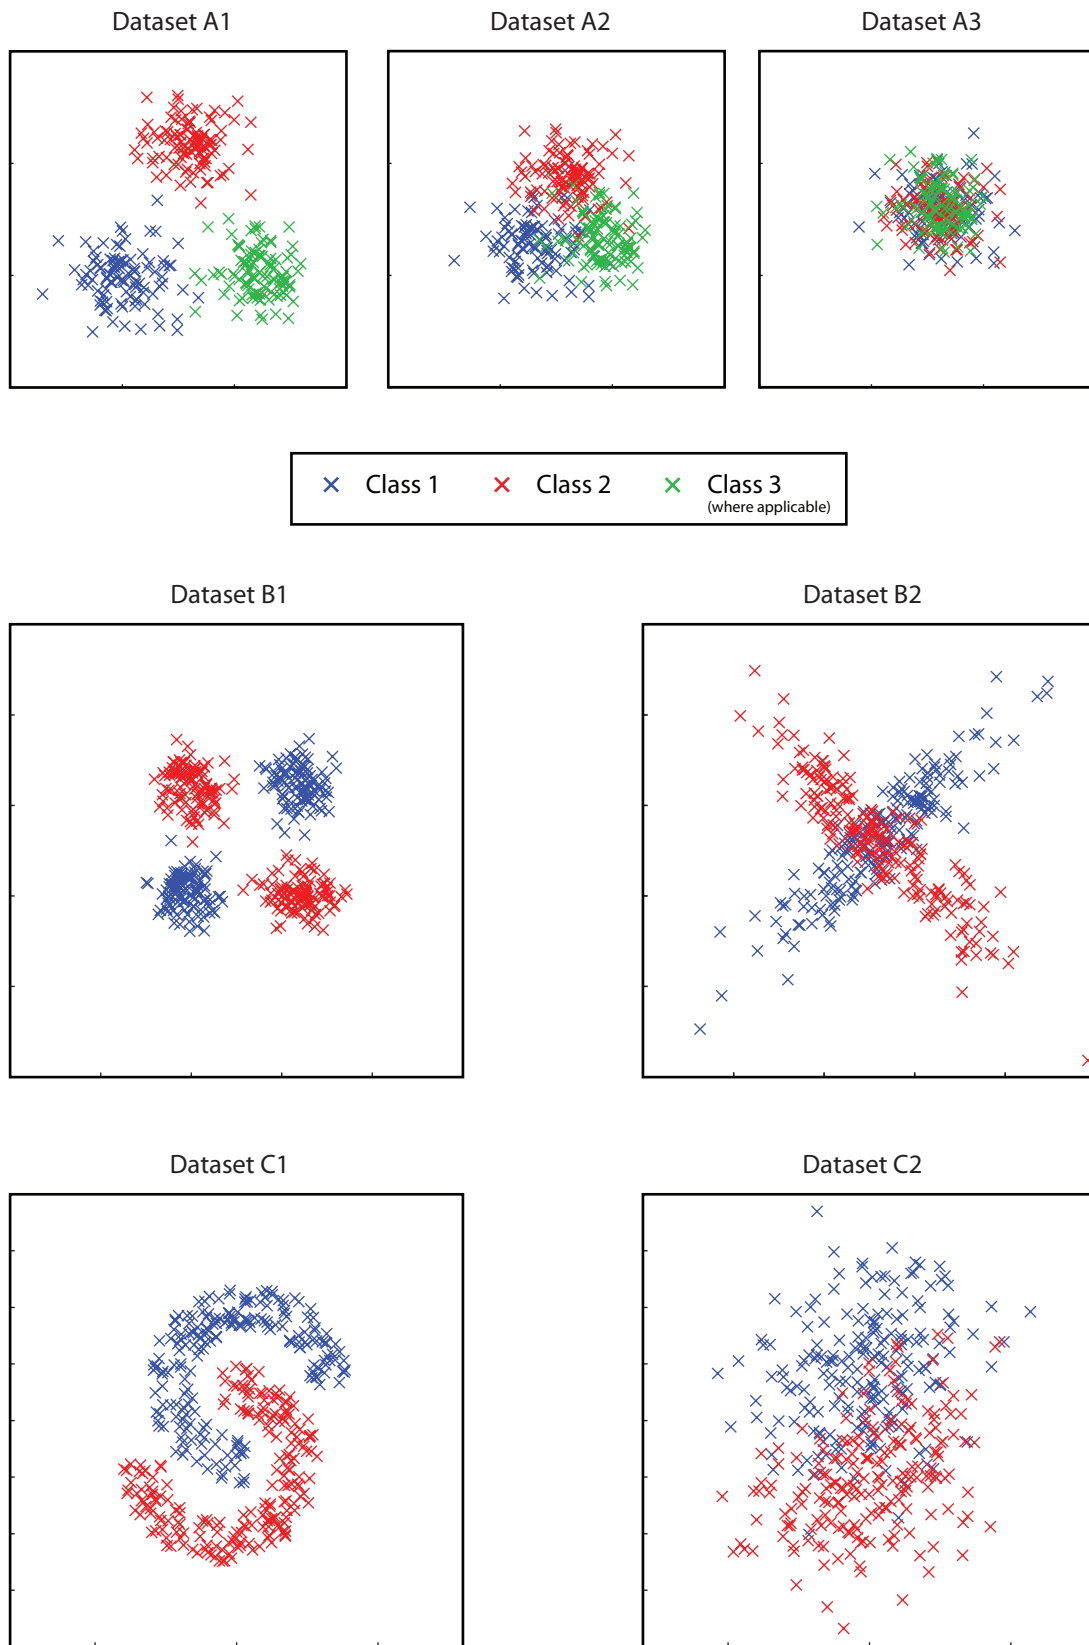 Dataset A1
Dataset A2
Dataset A3
Class 1
Class 2
Class 3
(where applicable)
Dataset B1
Dataset B2
Dataset C1
Dataset C2